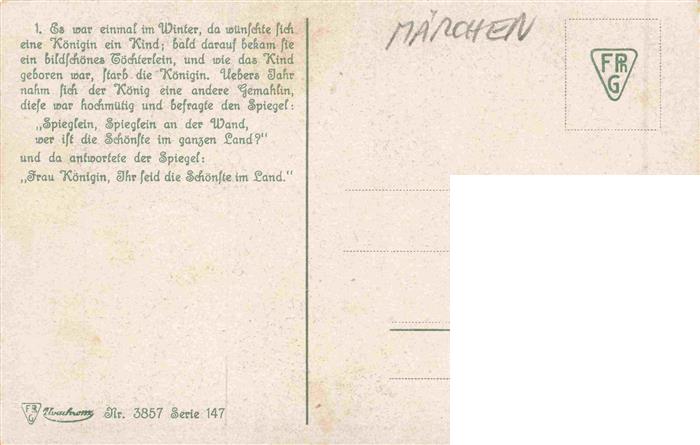 1. Es war einmal im Winter, da wünschte sich
eine Königin ein Kind; bald darauf bekam sie
ein bildschönes Töchterlein, und wie das Kind
geboren war, starb die Königin. Uebers Jahr
nahm sich der König eine andere Gemahlin,
diese war hochmütig und befragte den Spiegel:
„Spieglein, Spieglein an der Wand,
wer ist die Schönste im ganzen Land?"
und da antwortete der Spiegel:
„Frau Königin, Ihr seid die Schönste im Land."
MÄRCHEN
FPhG
FPhG Uvachrom Nr. 3857 Serie 147